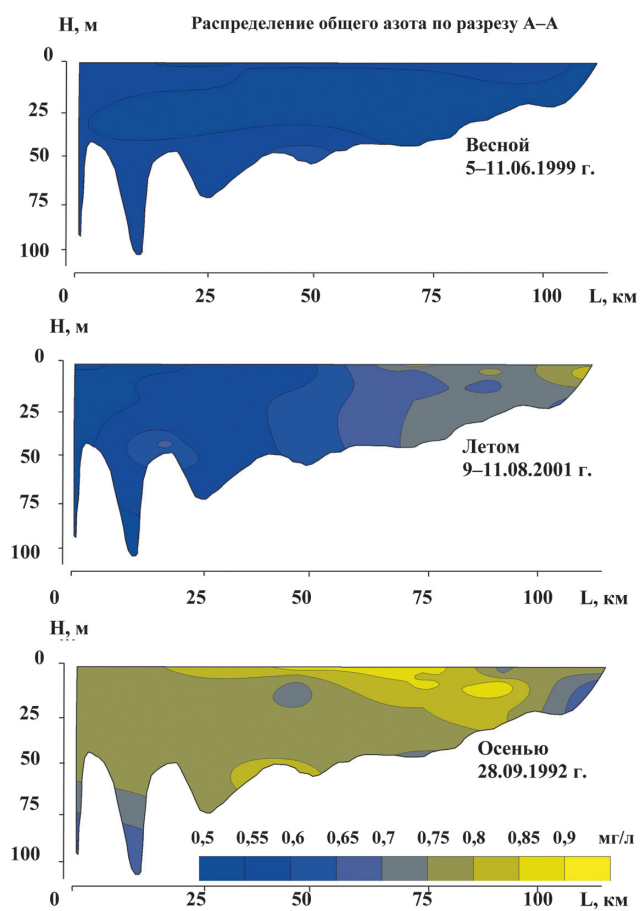 Распределение общего азота по разрезу А–А
Н, м
0
25
50
75
100
Весной
5–11.06.1999 г.
0 25 50 75 100 L, км
Н, м
0
25
50
75
100
Летом
9–11.08.2001 г.
0 25 50 75 100 L, км
Н, м
0
25
50
75
100
Осенью
28.09.1992 г.
0,5 0,55 0,6 0,65 0,7 0,75 0,8 0,85 0,9 мг/л
0 25 50 75 100 L, км